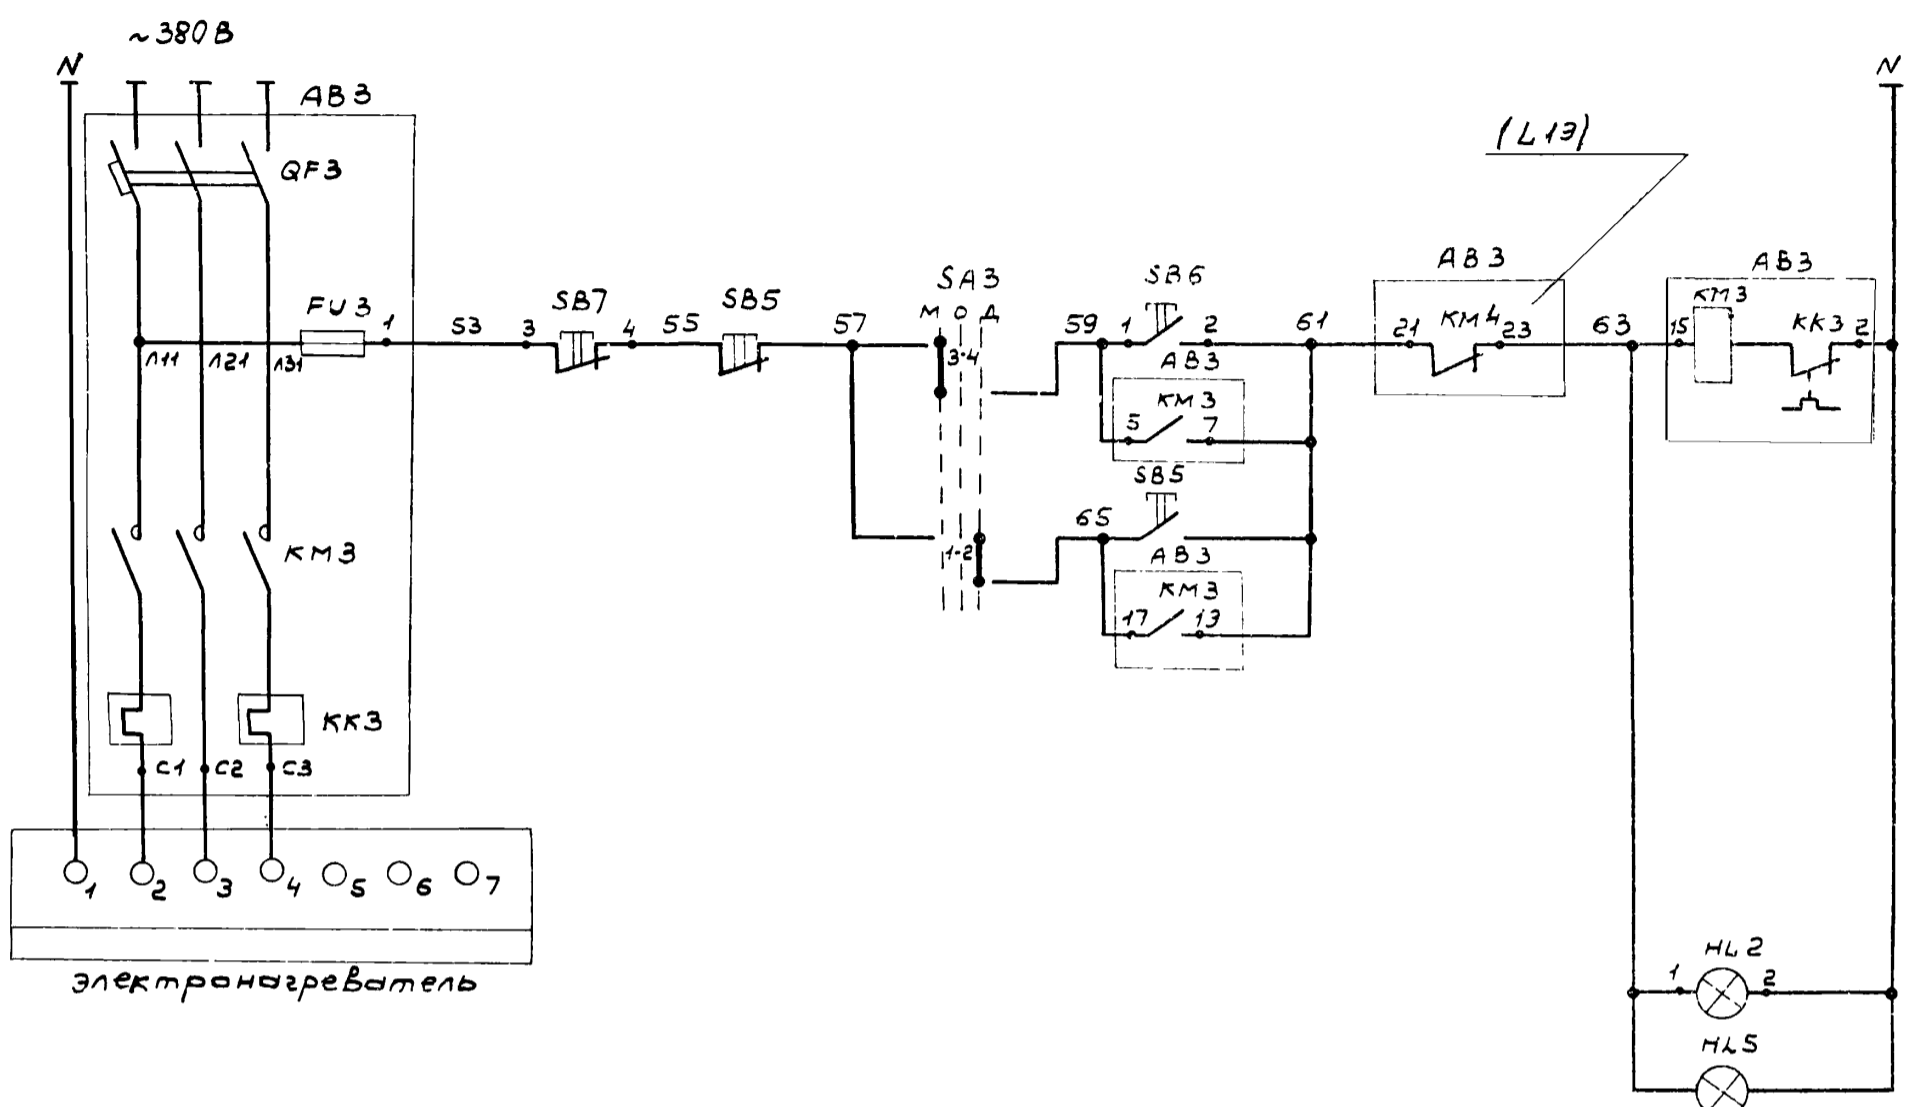 ~380В
N
АВ3
QF3
FU3
1
Л11
Л21
Л31
КМ3
КК3
С1
С2
С3
1
2
3
4
5
6
7
электронагреватель
53
3
SB7
4
55
SB5
57
SA3
М О Д
3-4
1-2
59
1
SB6
2
АВ3
КМ3
5
7
SB5
65
АВ3
КМ3
17
13
61
(L13)
АВ3
21
КМ4
23
63
АВ3
КМ3
15
КК3
2
N
HL2
1
2
HL5